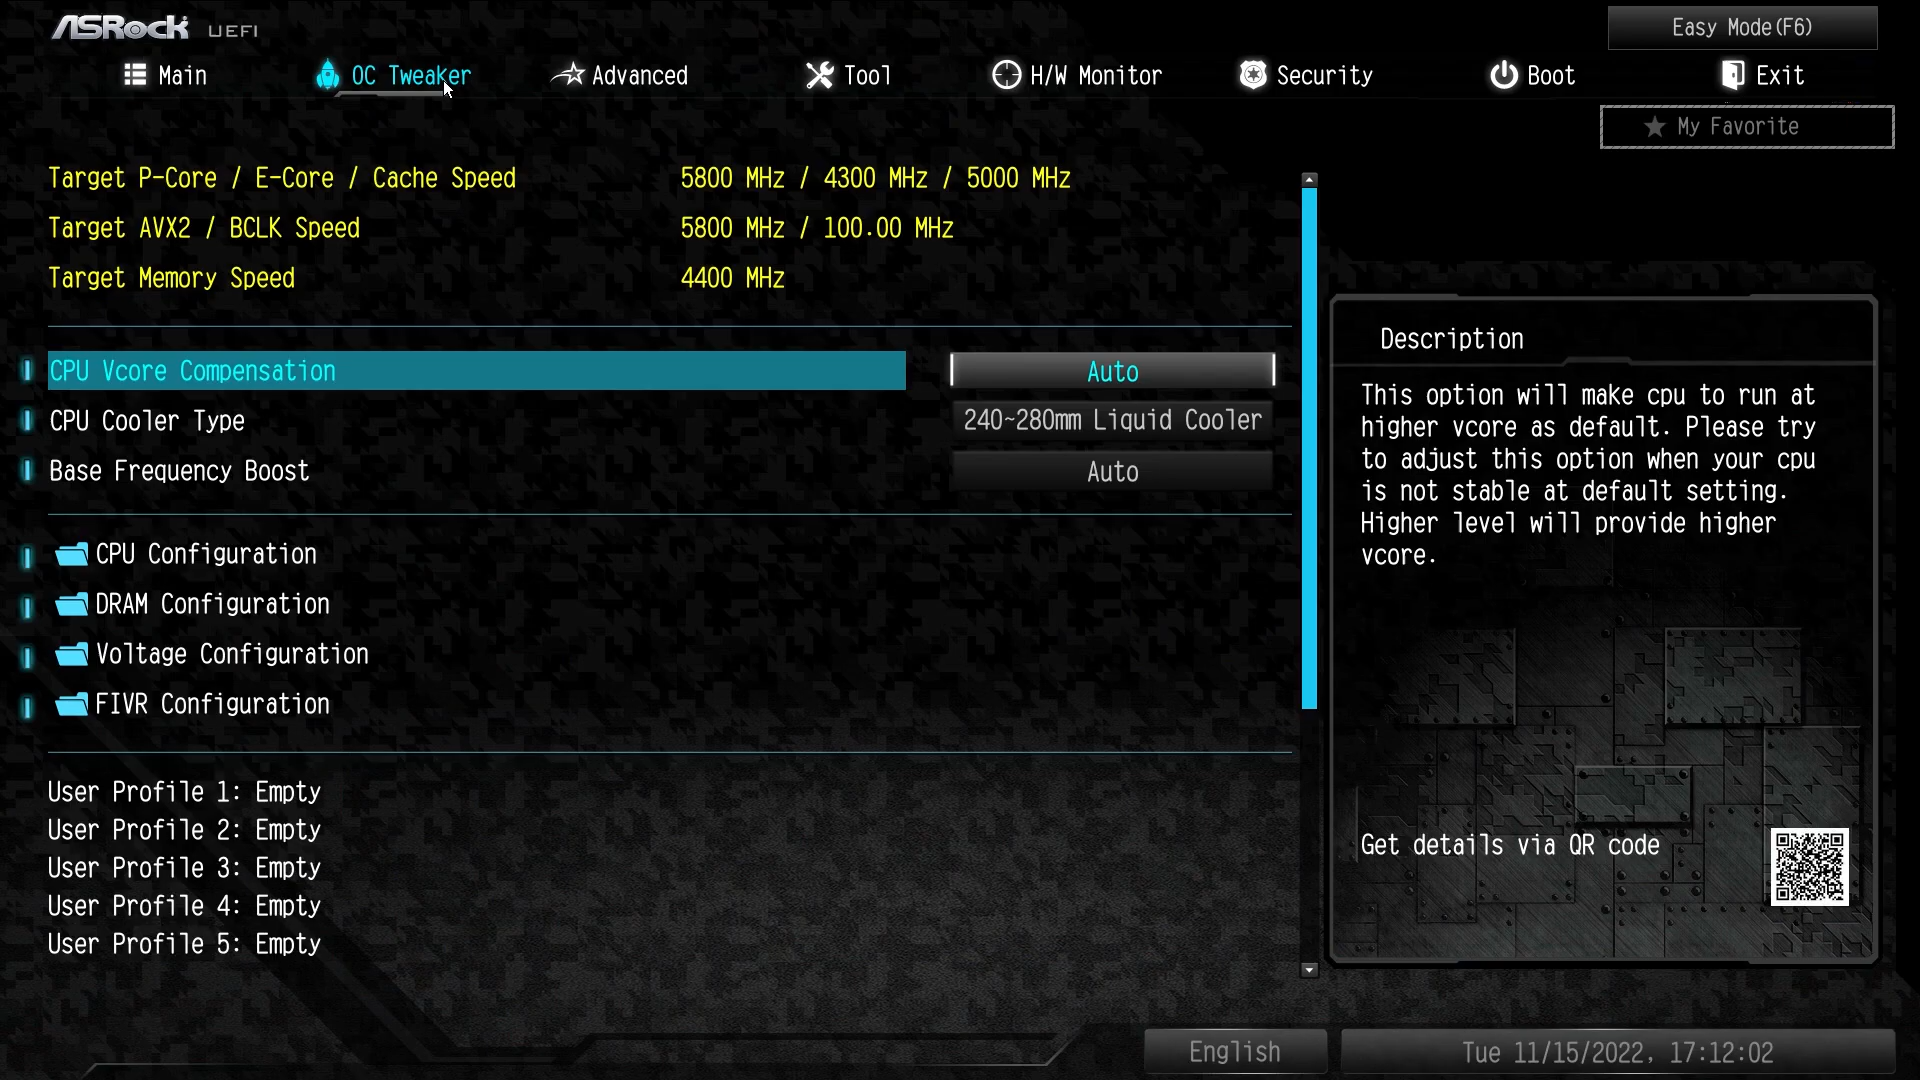 ASRock UEFI
Easy Mode(F6)
Main OC Tweaker Advanced Tool H/W Monitor Security Boot Exit
My Favorite
Target P-Core / E-Core / Cache Speed 5800 MHz / 4300 MHz / 5000 MHz
Target AVX2 / BCLK Speed 5800 MHz / 100.00 MHz
Target Memory Speed 4400 MHz
CPU Vcore Compensation Auto
CPU Cooler Type 240~280mm Liquid Cooler
Base Frequency Boost Auto
CPU Configuration
DRAM Configuration
Voltage Configuration
FIVR Configuration
User Profile 1: Empty
User Profile 2: Empty
User Profile 3: Empty
User Profile 4: Empty
User Profile 5: Empty
Description
This option will make cpu to run at
higher vcore as default. Please try
to adjust this option when your cpu
is not stable at default setting.
Higher level will provide higher
vcore.
Get details via QR code
English
Tue 11/15/2022, 17:12:02